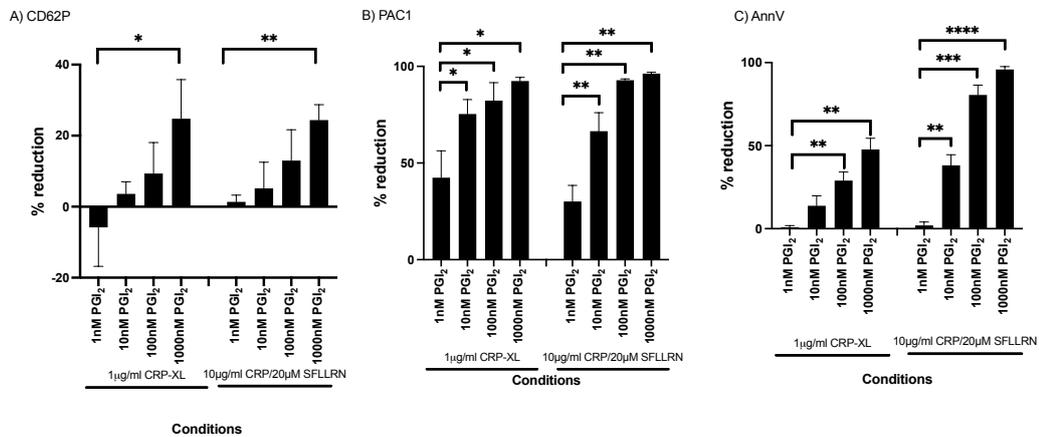 A) CD62P
B) PAC1
C) AnnV
% reduction
40
20
0
-20
*
**
1nM PGI₂
10nM PGI₂
100nM PGI₂
1000nM PGI₂
1nM PGI₂
10nM PGI₂
100nM PGI₂
1000nM PGI₂
1µg/ml CRP-XL
10µg/ml CRP/20µM SFLLRN
Conditions
% reduction
100
50
0
*
*
*
**
**
**
1nM PGI₂
10nM PGI₂
100nM PGI₂
1000nM PGI₂
1nM PGI₂
10nM PGI₂
100nM PGI₂
1000nM PGI₂
1µg/ml CRP-XL
10µg/ml CRP/20µM SFLLRN
Conditions
% reduction
100
50
0
**
**
****
***
**
1nM PGI₂
10nM PGI₂
100nM PGI₂
1000nM PGI₂
1nM PGI₂
10nM PGI₂
100nM PGI₂
1000nM PGI₂
1µg/ml CRP-XL
10µg/ml CRP/20µM SFLLRN
Conditions